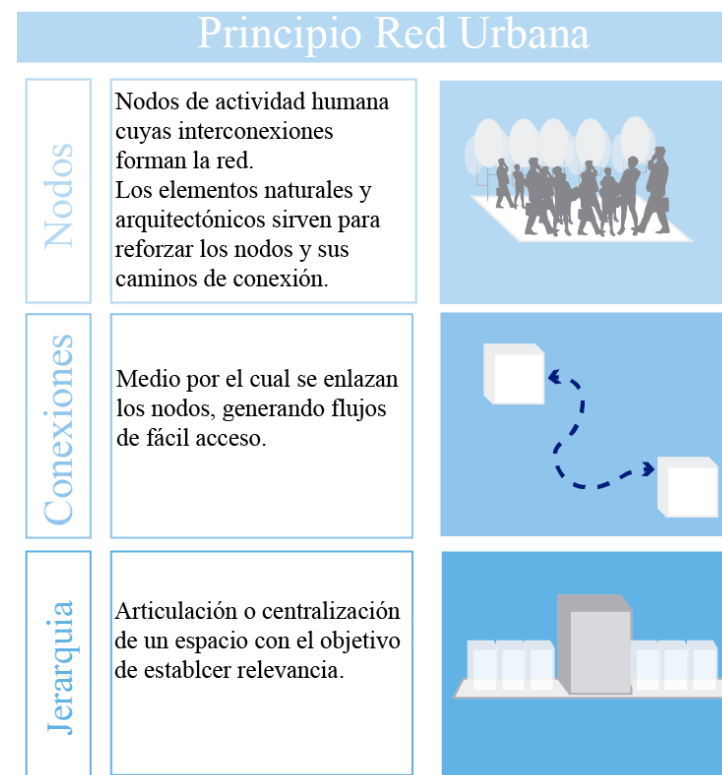 Principio Red Urbana
Nodos
Nodos de actividad humana
cuyas interconexiones
forman la red.
Los elementos naturales y
arquitectónicos sirven para
reforzar los nodos y sus
caminos de conexión.
Conexiones
Medio por el cual se enlazan
los nodos, generando flujos
de fácil acceso.
Jerarquia
Articulación o centralización
de un espacio con el objetivo
de establcer relevancia.